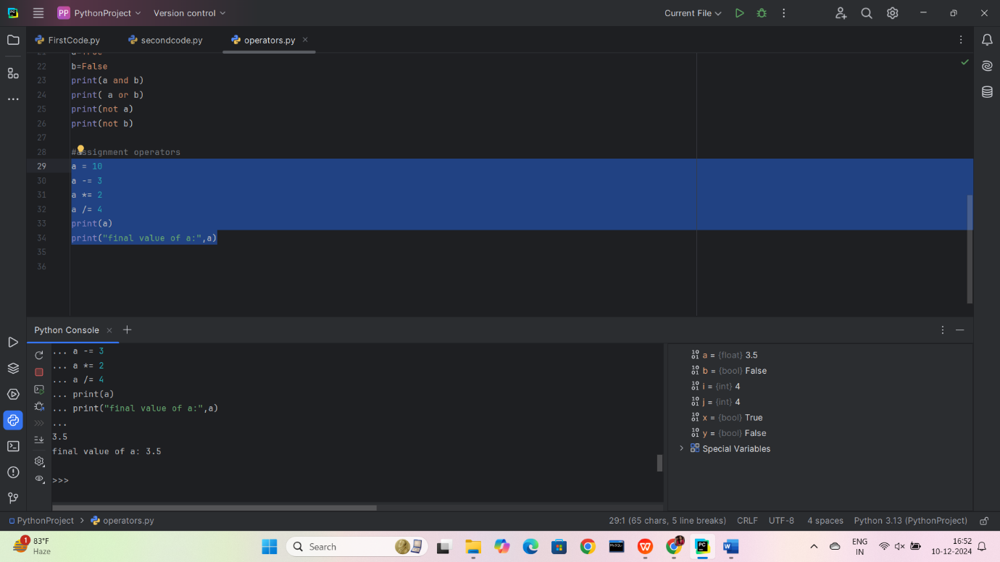 PP PythonProject Version control Current File
FirstCode.py secondcode.py operators.py
22 b=False
23 print(a and b)
24 print( a or b)
25 print(not a)
26 print(not b)
27
28 #assignment operators
29 a = 10
30 a -= 3
31 a *= 2
32 a /= 4
33 print(a)
34 print("final value of a:",a)
35
36
Python Console
... a -= 3
... a *= 2
... a /= 4
... print(a)
... print("final value of a:",a)
...
3.5
final value of a: 3.5
>>>
a = {float} 3.5
b = {bool} False
i = {int} 4
j = {int} 4
x = {bool} True
y = {bool} False
Special Variables
PythonProject > operators.py 29:1 (65 chars, 5 line breaks) CRLF UTF-8 4 spaces Python 3.13 (PythonProject)
1 83°F
Haze
Search
ENG
IN
16:52
10-12-2024